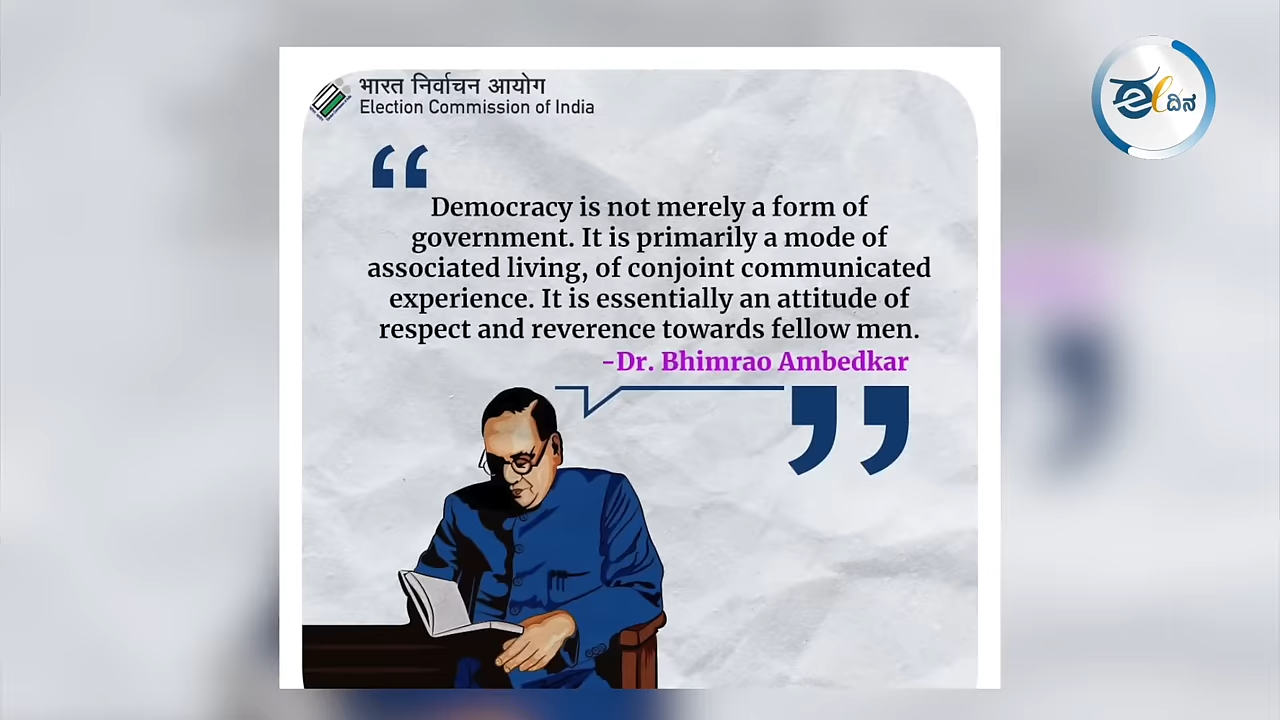 भारत निर्वाचन आयोग
Election Commission of India
“
Democracy is not merely a form of
government. It is primarily a mode of
associated living, of conjoint communicated
experience. It is essentially an attitude of
respect and reverence towards fellow men.
-Dr. Bhimrao Ambedkar
”
ದಿನ